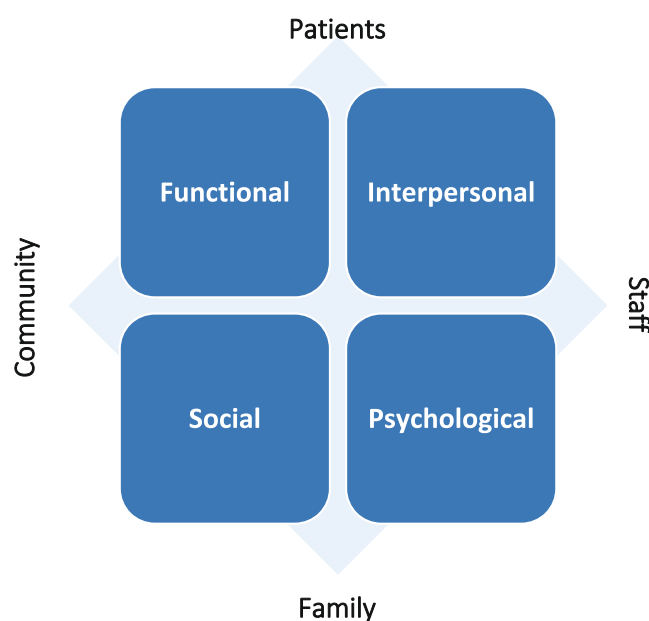 Patients
Functional
Interpersonal
Community
Staff
Social
Psychological
Family